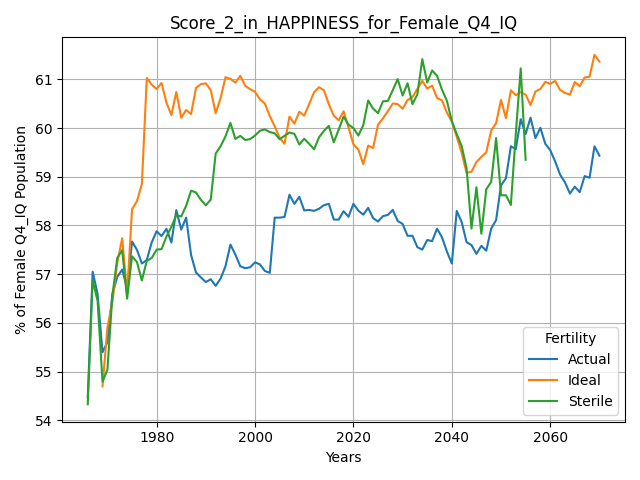 Score_2_in_HAPPINESS_for_Female_Q4_IQ
% of Female Q4_IQ Population
61
60
59
58
57
56
55
54
1980
2000
2020
2040
2060
Years
Fertility
Actual
Ideal
Sterile